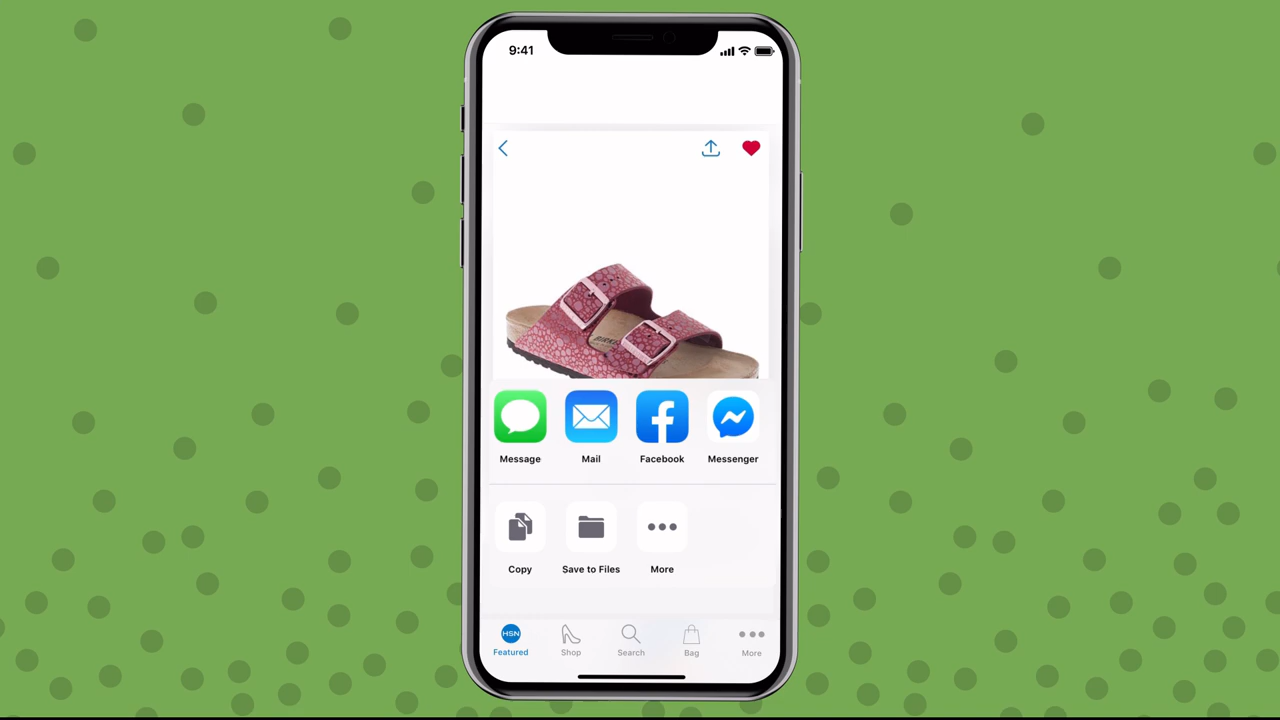 9:41
Message Mail Facebook Messenger
Copy Save to Files More
HSN
Featured Shop Search Bag More